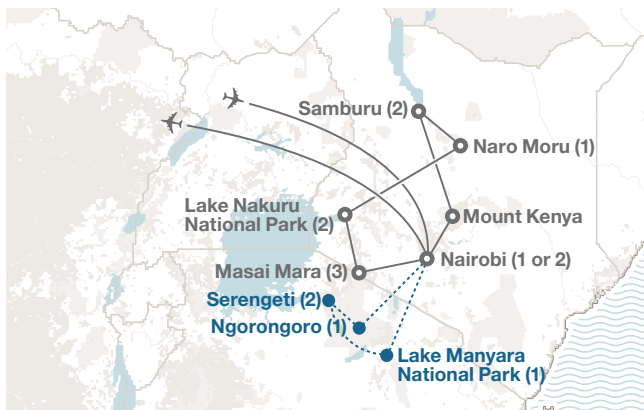 Samburu (2)
Naro Moru (1)
Lake Nakuru
National Park (2)
Mount Kenya
Nairobi (1 or 2)
Masai Mara (3)
Serengeti (2)
Ngorongoro (1)
Lake Manyara
National Park (1)